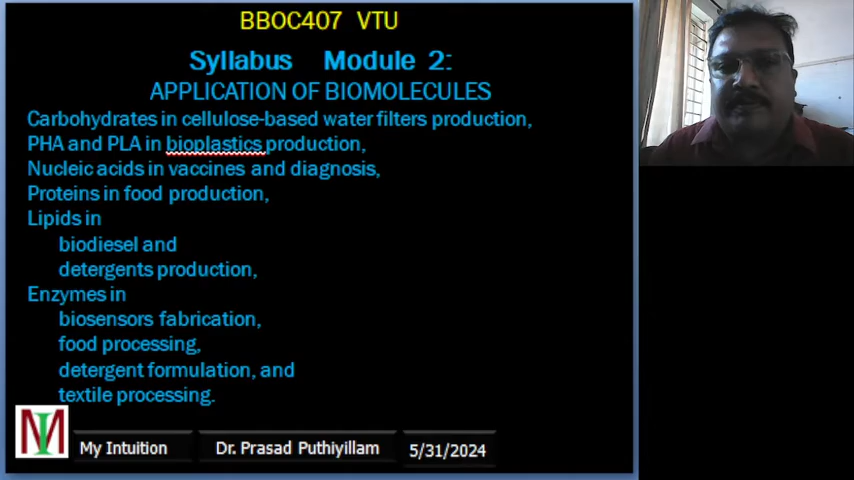 BBOC407 VTU
Syllabus Module 2:
APPLICATION OF BIOMOLECULES
Carbohydrates in cellulose-based water filters production,
PHA and PLA in bioplastics production,
Nucleic acids in vaccines and diagnosis,
Proteins in food production,
Lipids in
biodiesel and
detergents production,
Enzymes in
biosensors fabrication,
food processing,
detergent formulation, and
textile processing.
MI
My Intuition
Dr. Prasad Puthiyillam
5/31/2024